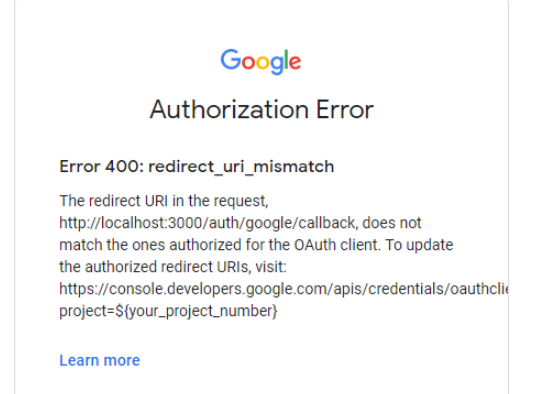 Google
Authorization Error
Error 400: redirect_uri_mismatch
The redirect URI in the request,
http://localhost:3000/auth/google/callback, does not
match the ones authorized for the OAuth client. To update
the authorized redirect URIs, visit:
https://console.developers.google.com/apis/credentials/oauthclie
project=${your_project_number}
Learn more